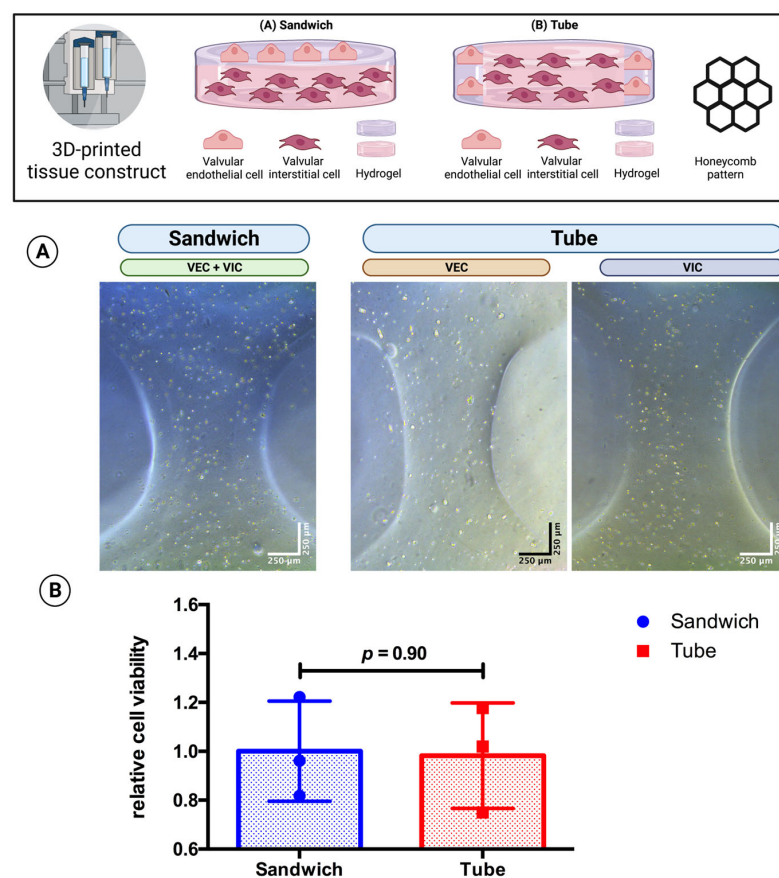 (A) Sandwich
(B) Tube
3D-printed
tissue construct
Valvular
endothelial cell
Valvular
interstitial cell
Hydrogel
Valvular
endothelial cell
Valvular
interstitial cell
Hydrogel
Honeycomb
pattern
A
Sandwich
Tube
VEC + VIC
VEC
VIC
250 µm
250 µm
250 µm
250 µm
250 µm
250 µm
B
relative cell viability
1.6
1.4
1.2
1.0
0.8
0.6
p = 0.90
Sandwich
Tube
Sandwich
Tube